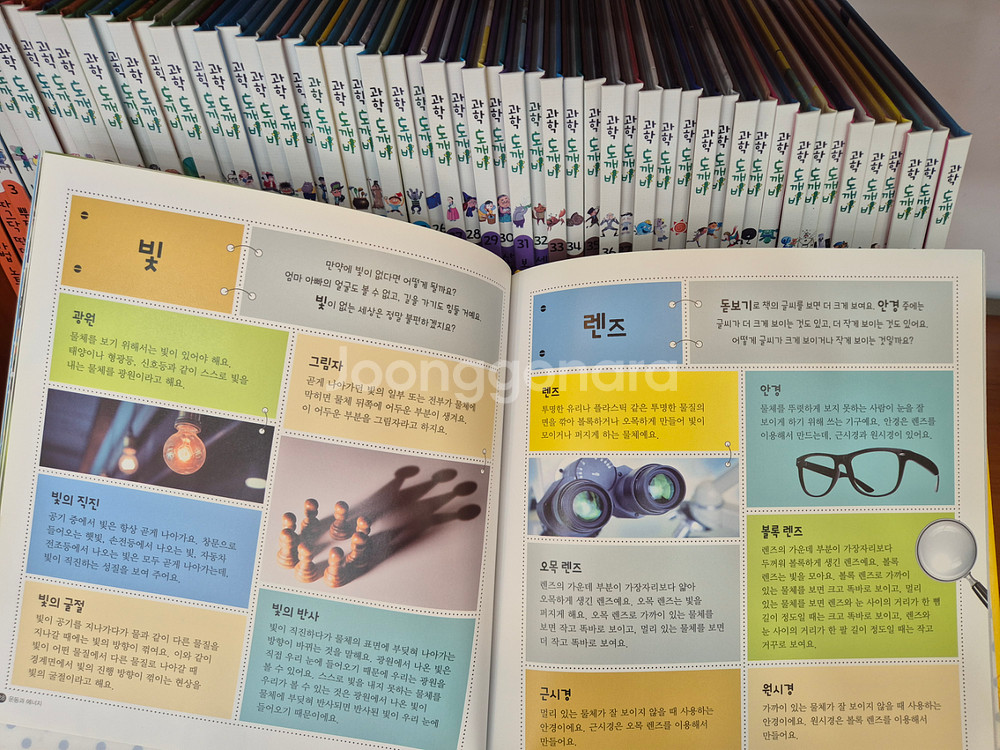 과학 도깨비
26
28
29
30
31
32
33
34
35
36
3
빛
만약에 빛이 없다면 어떻게 될까요?
엄마 아빠의 얼굴도 볼 수 없고, 길을 가기도 힘들 거예요.
빛이 없는 세상은 정말 불편하겠지요?
광원
물체를 보기 위해서는 빛이 있어야 해요.
태양이나 형광등, 신호등과 같이 스스로 빛을
내는 물체를 광원이라고 해요.
그림자
곧게 나아가던 빛의 일부 또는 전부가 물체에
막히면 물체 뒤쪽에 어두운 부분이 생겨요.
이 어두운 부분을 그림자라고 하지요.
빛의 직진
공기 중에서 빛은 항상 곧게 나아가요. 창문으로
들어오는 햇빛, 손전등에서 나오는 빛, 자동차
전조등에서 나오는 빛은 모두 곧게 나아가는데,
빛이 직진하는 성질을 보여 주어요.
빛의 굴절
빛이 공기를 지나가다가 물과 같이 다른 물질을
지나갈 때에는 빛의 방향이 꺾여요. 이와 같이
빛이 어떤 물질에서 다른 물질로 나아갈 때
경계면에서 빛의 진행 방향이 꺾이는 현상을
빛의 굴절이라고 해요.
빛의 반사
빛이 직진하다가 물체의 표면에 부딪혀 나아가는
방향이 바뀌는 것을 말해요. 광원에서 나온 빛은
직접 우리 눈에 들어오기 때문에 우리는 광원을
볼 수 있어요. 스스로 빛을 내지 못하는 물체를
우리가 볼 수 있는 것은 광원에서 나온 빛이
물체에 부딪혀 반사되면 반사된 빛이 우리 눈에
들어오기 때문이에요.
운동과 에너지
렌즈
돋보기로 책의 글씨를 보면 더 크게 보여요. 안경 중에는
글씨가 더 크게 보이는 것도 있고, 더 작게 보이는 것도 있어요.
어떻게 글씨가 크게 보이거나 작게 보이는 것일까요?
렌즈
투명한 유리나 플라스틱 같은 투명한 물질의
면을 깎아 볼록하거나 오목하게 만들어 빛이
모이거나 퍼지게 하는 물체예요.
안경
물체를 뚜렷하게 보지 못하는 사람이 눈을 잘
보이게 하기 위해 쓰는 기구예요. 안경은 렌즈를
이용해서 만드는데, 근시경과 원시경이 있어요.
오목 렌즈
렌즈의 가운데 부분이 가장자리보다 얇아
오목하게 생긴 렌즈예요. 오목 렌즈는 빛을
퍼지게 해요. 오목 렌즈로 가까이 있는 물체를
보면 작고 똑바로 보이고, 멀리 있는 물체를 보면
더 작고 똑바로 보여요.
볼록 렌즈
렌즈의 가운데 부분이 가장자리보다
두꺼워 볼록하게 생긴 렌즈예요. 볼록
렌즈는 빛을 모아요. 볼록 렌즈로 가까이
있는 물체를 보면 크고 똑바로 보이고, 멀리
있는 물체를 보면 렌즈와 눈 사이의 거리가 한 뼘
길이 정도일 때는 크고 똑바로 보이고, 렌즈와
눈 사이의 거리가 한 팔 길이 정도일 때는 작고
거꾸로 보여요.
근시경
멀리 있는 물체가 잘 보이지 않을 때 사용하는
안경이에요. 근시경은 오목 렌즈를 이용해서
만들어요.
원시경
가까이 있는 물체가 잘 보이지 않을 때 사용하는
안경이에요. 원시경은 볼록 렌즈를 이용해서
만들어요.
loonggonara